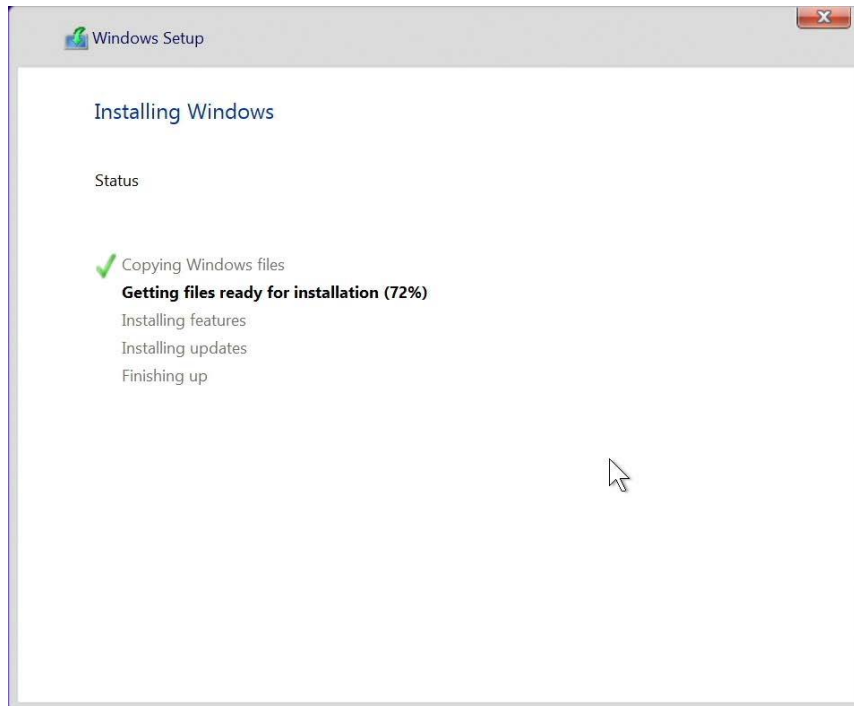 Windows Setup
Installing Windows
Status
Copying Windows files
Getting files ready for installation (72%)
Installing features
Installing updates
Finishing up